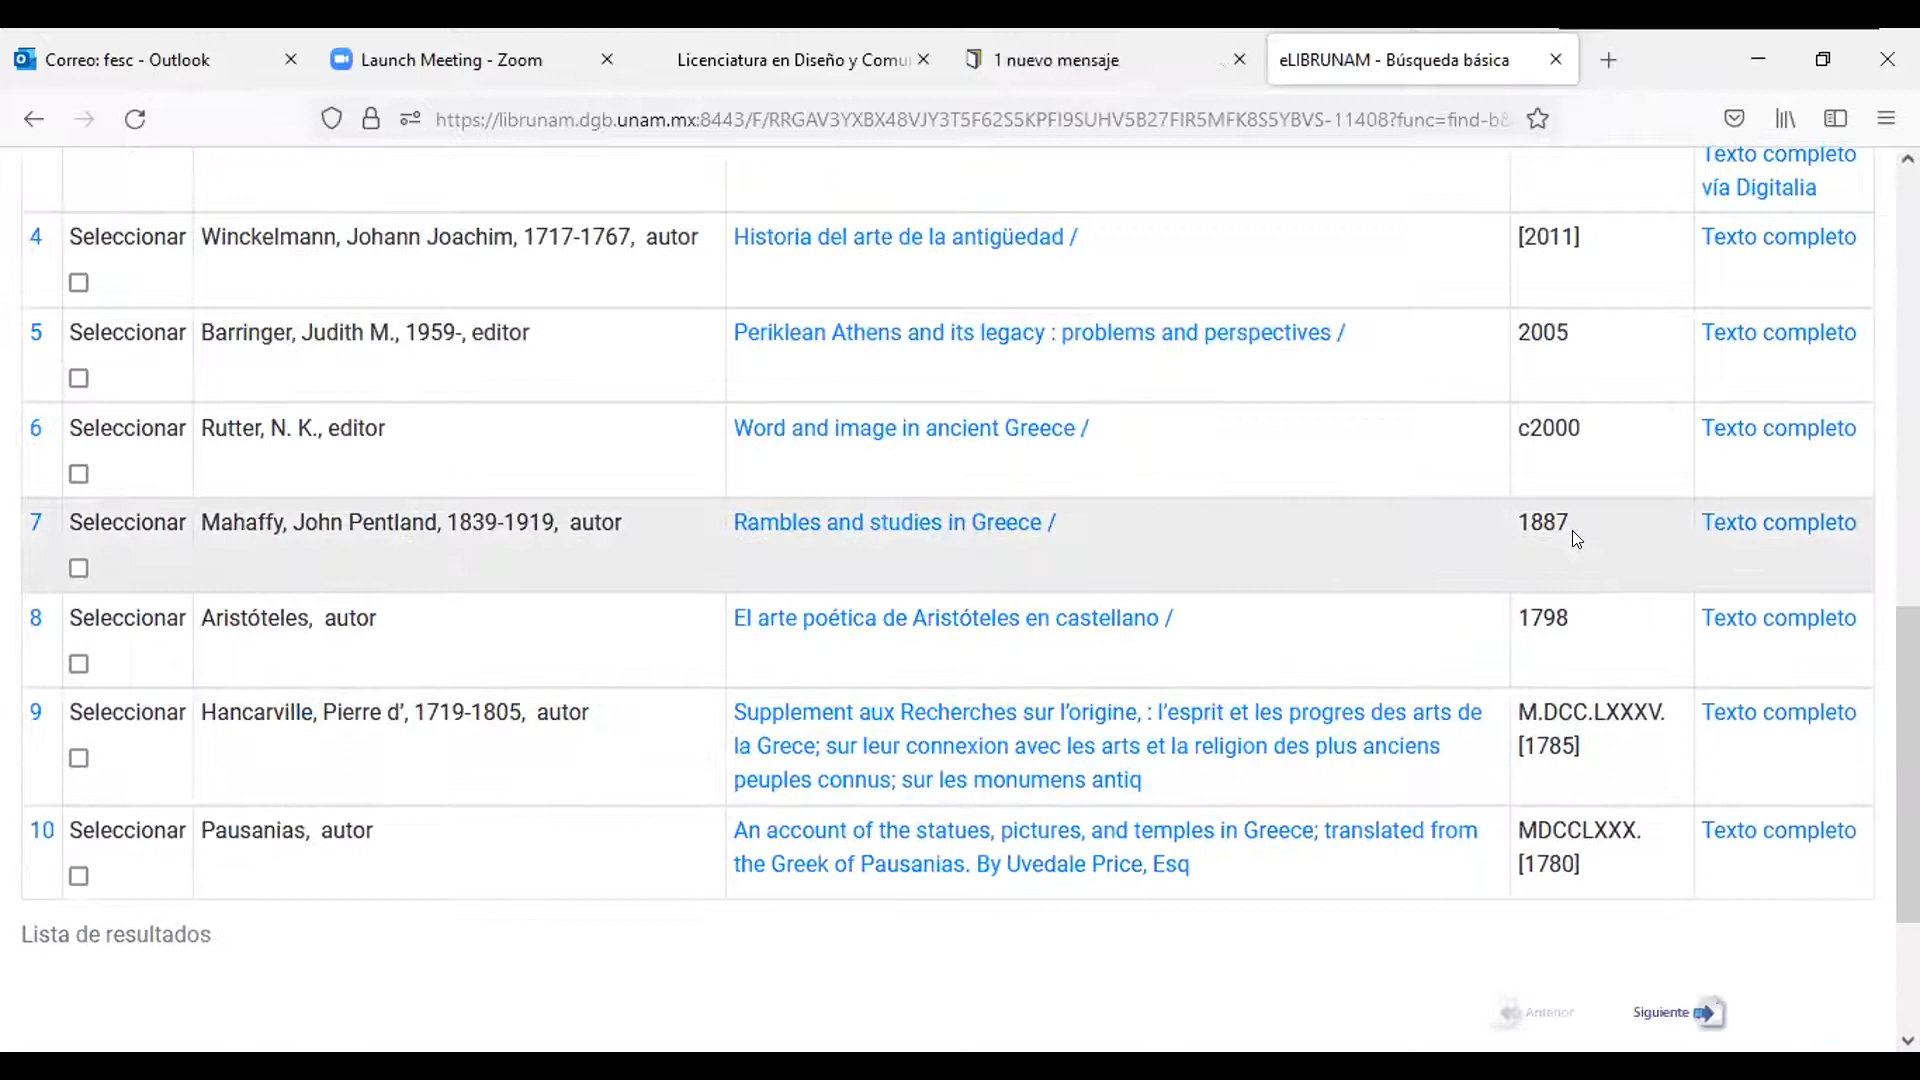 Correo: fesc - Outlook
Launch Meeting - Zoom
Licenciatura en Diseño y Comu
1 nuevo mensaje
eLIBRUNAM - Búsqueda básica
https://librunam.dgb.unam.mx:8443/F/RRGAV3YXBX48VJY3T5F62S5KPFI9SUHV5B27FIR5MFK8S5YBVS-11408?func=find-b&
Texto completo
vía Digitalia
4 Seleccionar Winckelmann, Johann Joachim, 1717-1767, autor Historia del arte de la antigüedad / [2011] Texto completo
5 Seleccionar Barringer, Judith M., 1959-, editor Periklean Athens and its legacy : problems and perspectives / 2005 Texto completo
6 Seleccionar Rutter, N. K., editor Word and image in ancient Greece / c2000 Texto completo
7 Seleccionar Mahaffy, John Pentland, 1839-1919, autor Rambles and studies in Greece / 1887 Texto completo
8 Seleccionar Aristóteles, autor El arte poética de Aristóteles en castellano / 1798 Texto completo
9 Seleccionar Hancarville, Pierre d’, 1719-1805, autor Supplement aux Recherches sur l’origine, : l’esprit et les progres des arts de M.DCC.LXXXV. Texto completo
la Grece; sur leur connexion avec les arts et la religion des plus anciens [1785]
peuples connus; sur les monumens antiq
10 Seleccionar Pausanias, autor An account of the statues, pictures, and temples in Greece; translated from MDCCLXXX. Texto completo
the Greek of Pausanias. By Uvedale Price, Esq [1780]
Lista de resultados
Anterior Siguiente